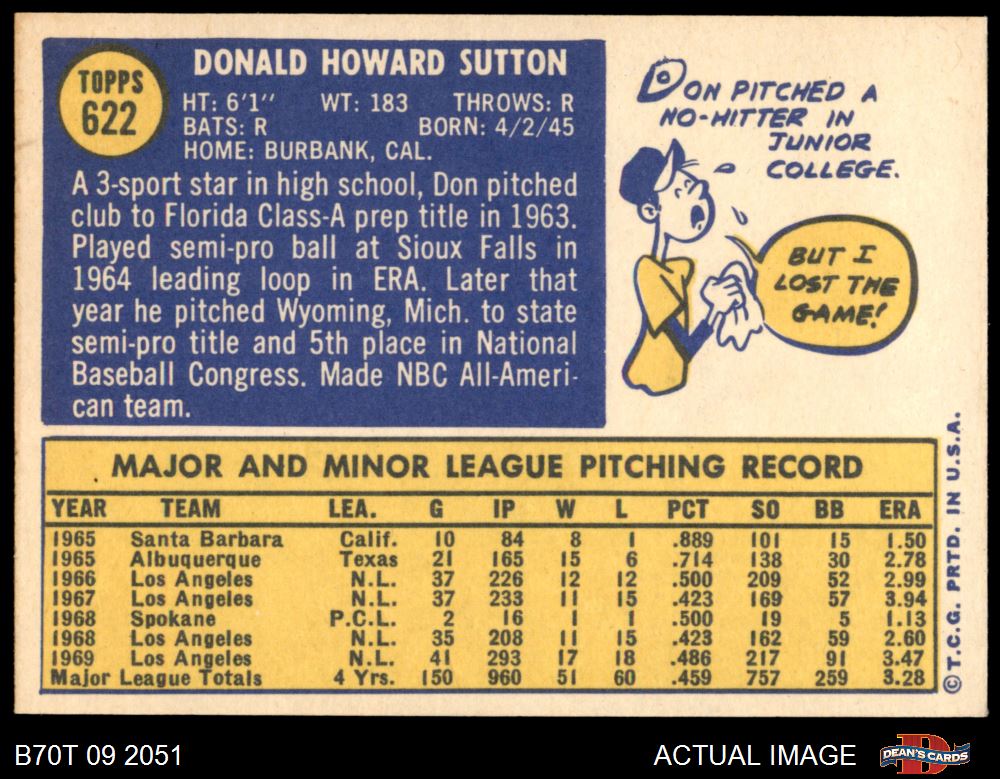 TOPPS
622
DONALD HOWARD SUTTON
HT: 6'1" WT: 183 THROWS: R
BATS: R BORN: 4/2/45
HOME: BURBANK, CAL.
A 3-sport star in high school, Don pitched
club to Florida Class-A prep title in 1963.
Played semi-pro ball at Sioux Falls in
1964 leading loop in ERA. Later that
year he pitched Wyoming, Mich. to state
semi-pro title and 5th place in National
Baseball Congress. Made NBC All-Ameri-
can team.
DON PITCHED A
NO-HITTER IN
JUNIOR
COLLEGE.
BUT I
LOST THE
GAME!
MAJOR AND MINOR LEAGUE PITCHING RECORD
YEAR TEAM LEA. G IP W L PCT SO BB ERA
1965 Santa Barbara Calif. 10 84 8 1 .889 101 15 1.50
1965 Albuquerque Texas 21 165 15 6 .714 138 30 2.78
1966 Los Angeles N.L. 37 226 12 12 .500 209 52 2.99
1967 Los Angeles N.L. 37 233 11 15 .423 169 57 3.94
1968 Spokane P.C.L. 2 16 1 1 .500 19 5 1.13
1968 Los Angeles N.L. 35 208 11 15 .423 162 59 2.60
1969 Los Angeles N.L. 41 293 17 18 .486 217 91 3.47
Major League Totals 4 Yrs. 150 960 51 60 .459 757 259 3.28
© T.C.G. PRTD. IN U.S.A.
B70T 09 2051
ACTUAL IMAGE
DEAN'S CARDS